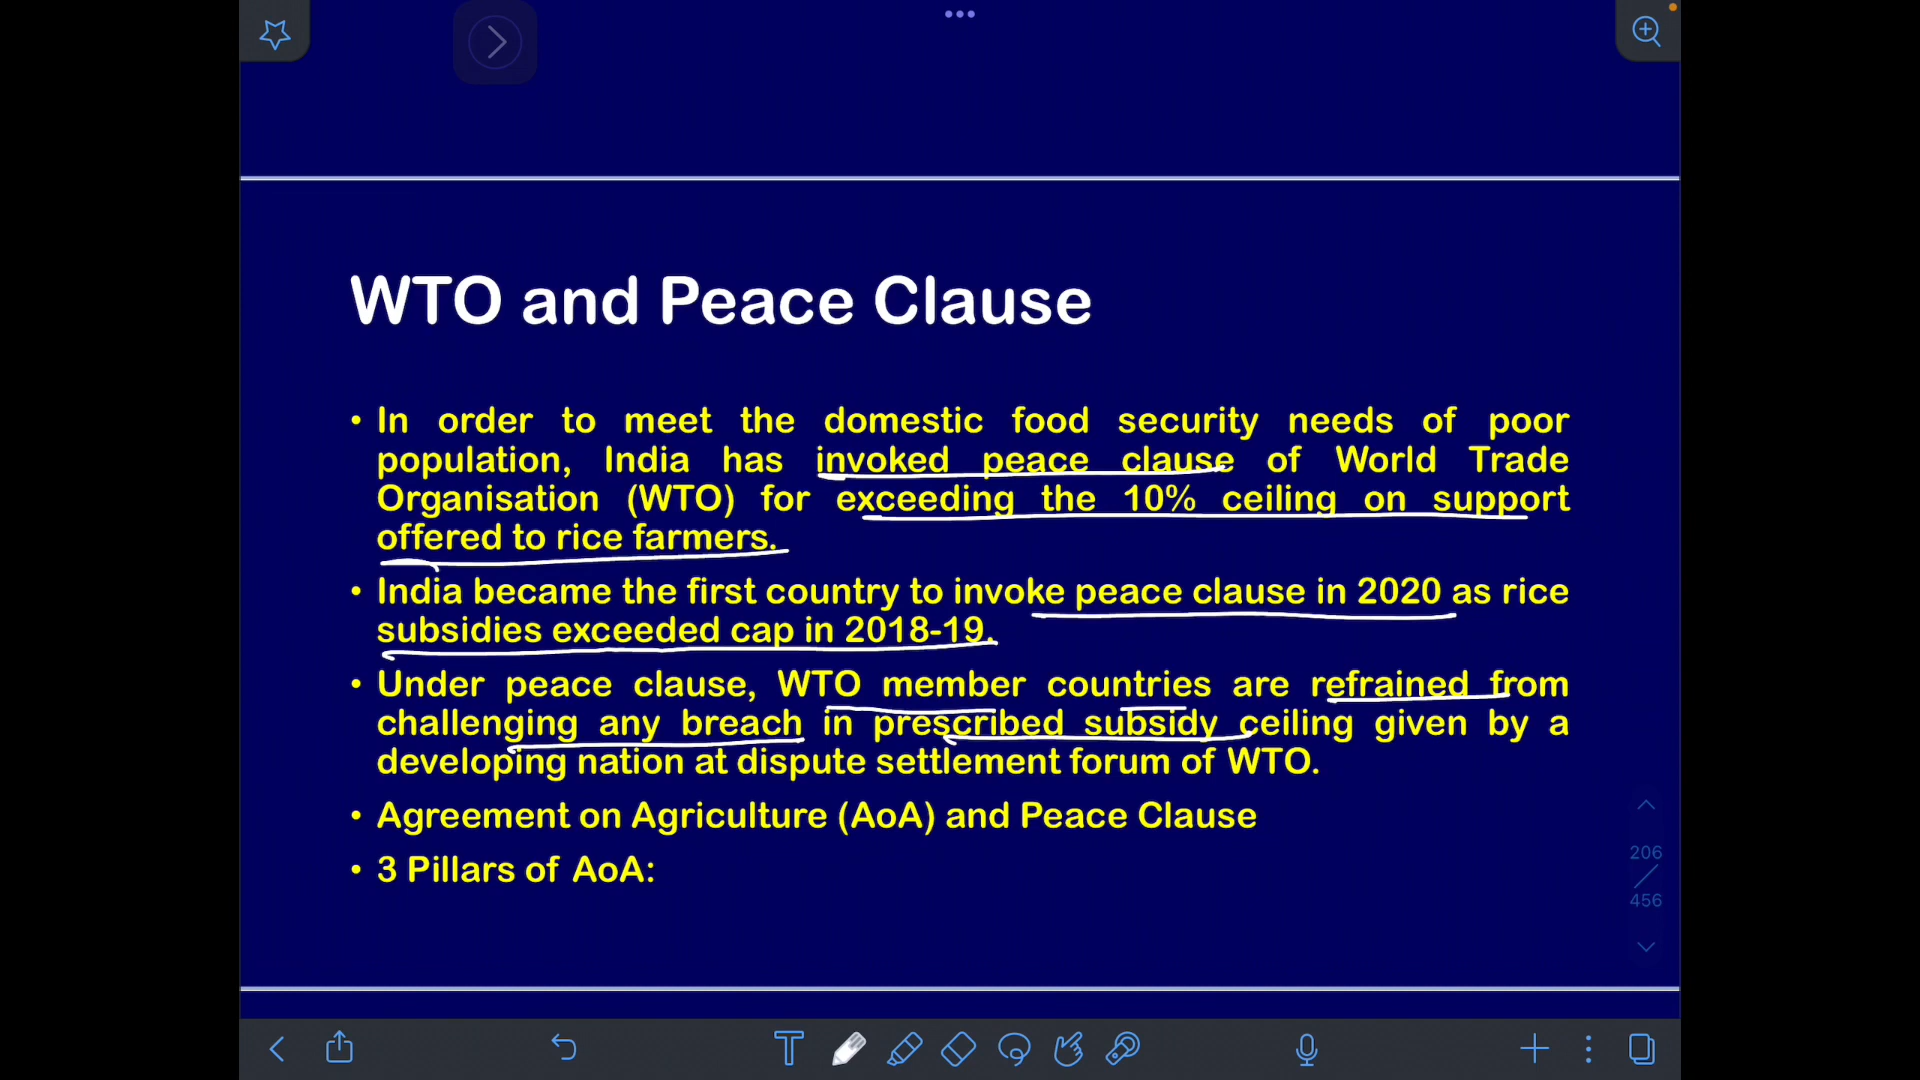 WTO and Peace Clause
• In order to meet the domestic food security needs of poor
population, India has invoked peace clause of World Trade
Organisation (WTO) for exceeding the 10% ceiling on support
offered to rice farmers.
• India became the first country to invoke peace clause in 2020 as rice
subsidies exceeded cap in 2018-19.
• Under peace clause, WTO member countries are refrained from
challenging any breach in prescribed subsidy ceiling given by a
developing nation at dispute settlement forum of WTO.
• Agreement on Agriculture (AoA) and Peace Clause
• 3 Pillars of AoA:
206
456